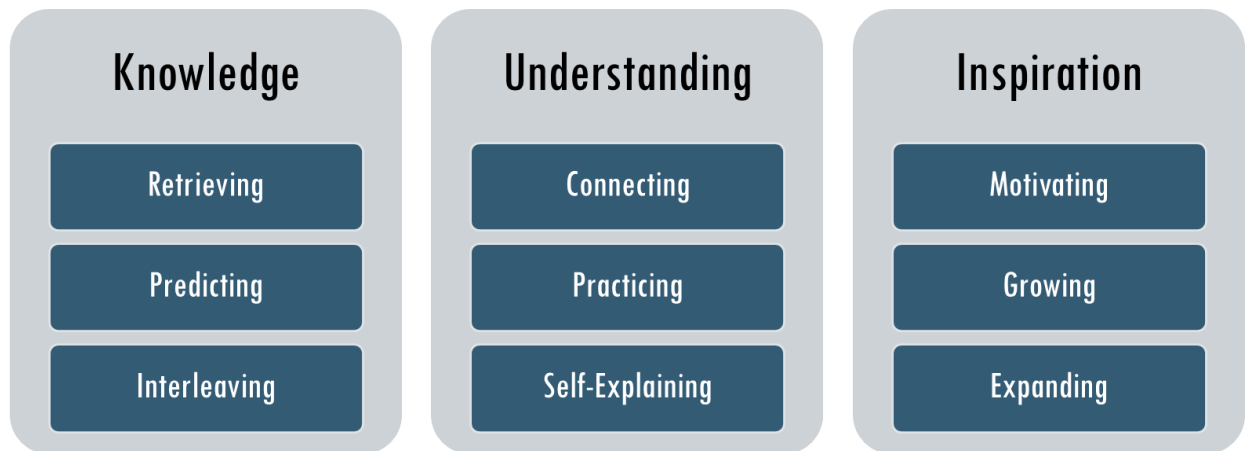 Knowledge
Retrieving
Predicting
Interleaving
Understanding
Connecting
Practicing
Self-Explaining
Inspiration
Motivating
Growing
Expanding